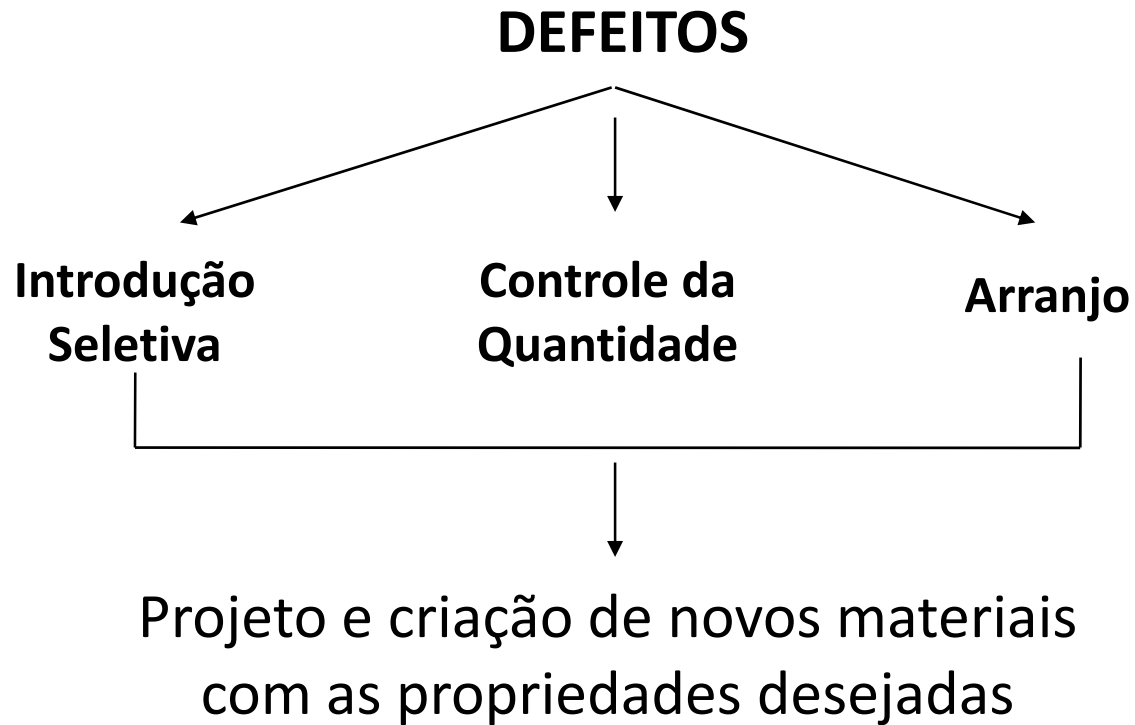 DEFEITOS
Introdução
Seletiva
Controle da
Quantidade
Arranjo
Projeto e criação de novos materiais
com as propriedades desejadas